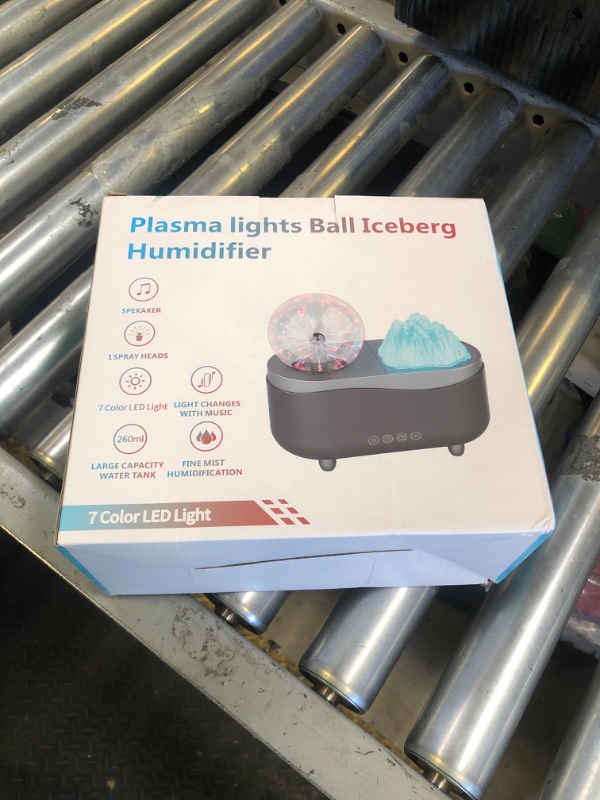 Plasma lights Ball Iceberg
Humidifier
SPEKAKER
1 SPRAY HEADS
7 Color LED Light
LIGHT CHANGES
WITH MUSIC
260ml
LARGE CAPACITY
WATER TANK
FINE MIST
HUMIDIFICATION
7 Color LED Light